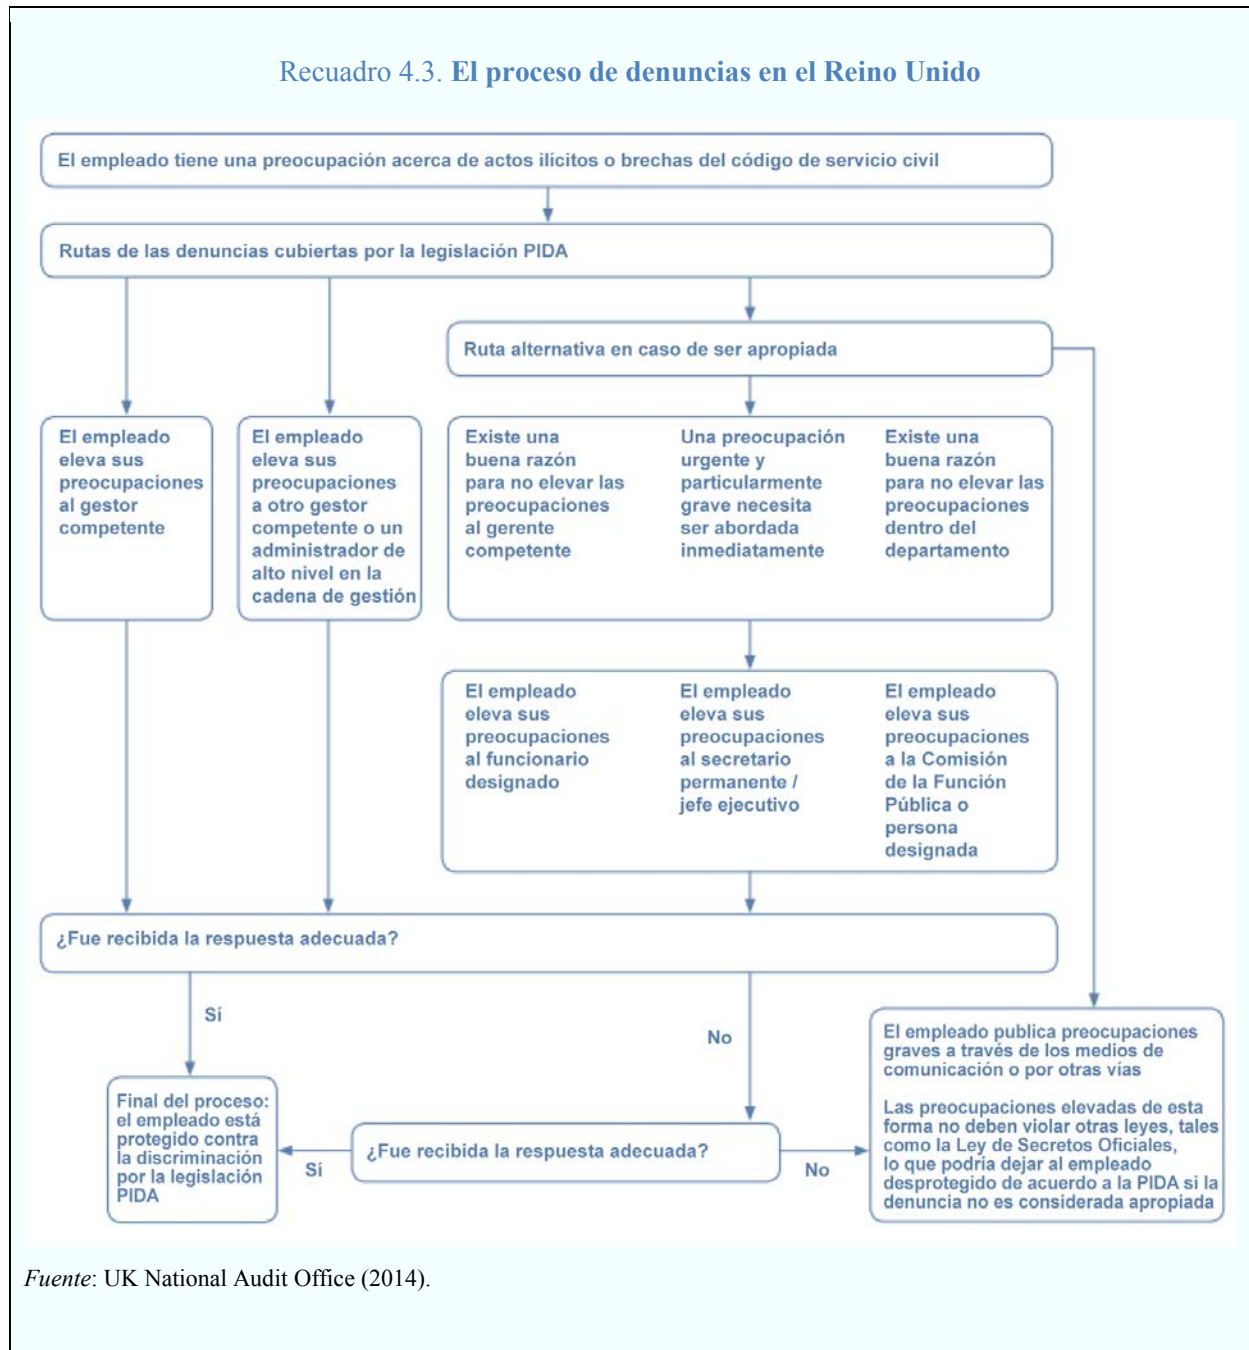 Recuadro 4.3. El proceso de denuncias en el Reino Unido
El empleado tiene una preocupación acerca de actos ilícitos o brechas del código de servicio civil
Rutas de las denuncias cubiertas por la legislación PIDA
Ruta alternativa en caso de ser apropiada
El empleado
eleva sus
preocupaciones
al gestor
competente
El empleado
eleva sus
preocupaciones
a otro gestor
competente o un
administrador de
alto nivel en la
cadena de gestión
Existe una
buena razón
para no elevar las
preocupaciones
al gerente
competente
Una preocupación
urgente y
particularmente
grave necesita
ser abordada
inmediatamente
Existe una
buena razón
para no elevar las
preocupaciones
dentro del
departamento
El empleado
eleva sus
preocupaciones
al funcionario
designado
El empleado
eleva sus
preocupaciones
al secretario
permanente /
jefe ejecutivo
El empleado
eleva sus
preocupaciones
a la Comisión
de la Función
Pública o
persona
designada
¿Fue recibida la respuesta adecuada?
Sí
No
Final del proceso:
el empleado está
protegido contra
la discriminación
por la legislación
PIDA
Sí
¿Fue recibida la respuesta adecuada?
No
El empleado publica preocupaciones
graves a través de los medios de
comunicación o por otras vías
Las preocupaciones elevadas de esta
forma no deben violar otras leyes, tales
como la Ley de Secretos Oficiales,
lo que podria dejar al empleado
desprotegido de acuerdo a la PIDA si la
denuncia no es considerada apropiada
Fuente: UK National Audit Office (2014).